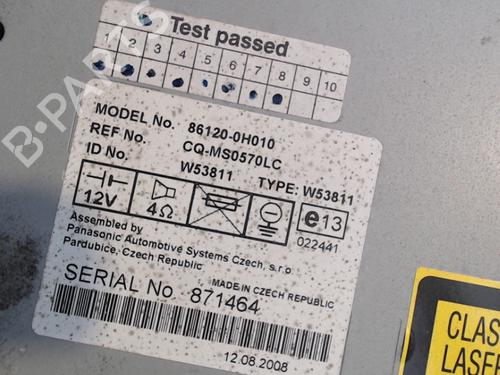 Test passed
1 2 3 4 5 6 7 8 9 10
MODEL No. 86120-0H010
REF No. CQ-MS0570LC
ID No. W53811 TYPE: W53811
12V 4Ω e13
022441
Assembled by
Panasonic Automotive Systems Czech, s.r.o
Pardubice, Czech Republic
MADE IN CZECH REPUBLIC
SERIAL No. 871464
12.08.2008
CLAS
LASER
B-PARTS